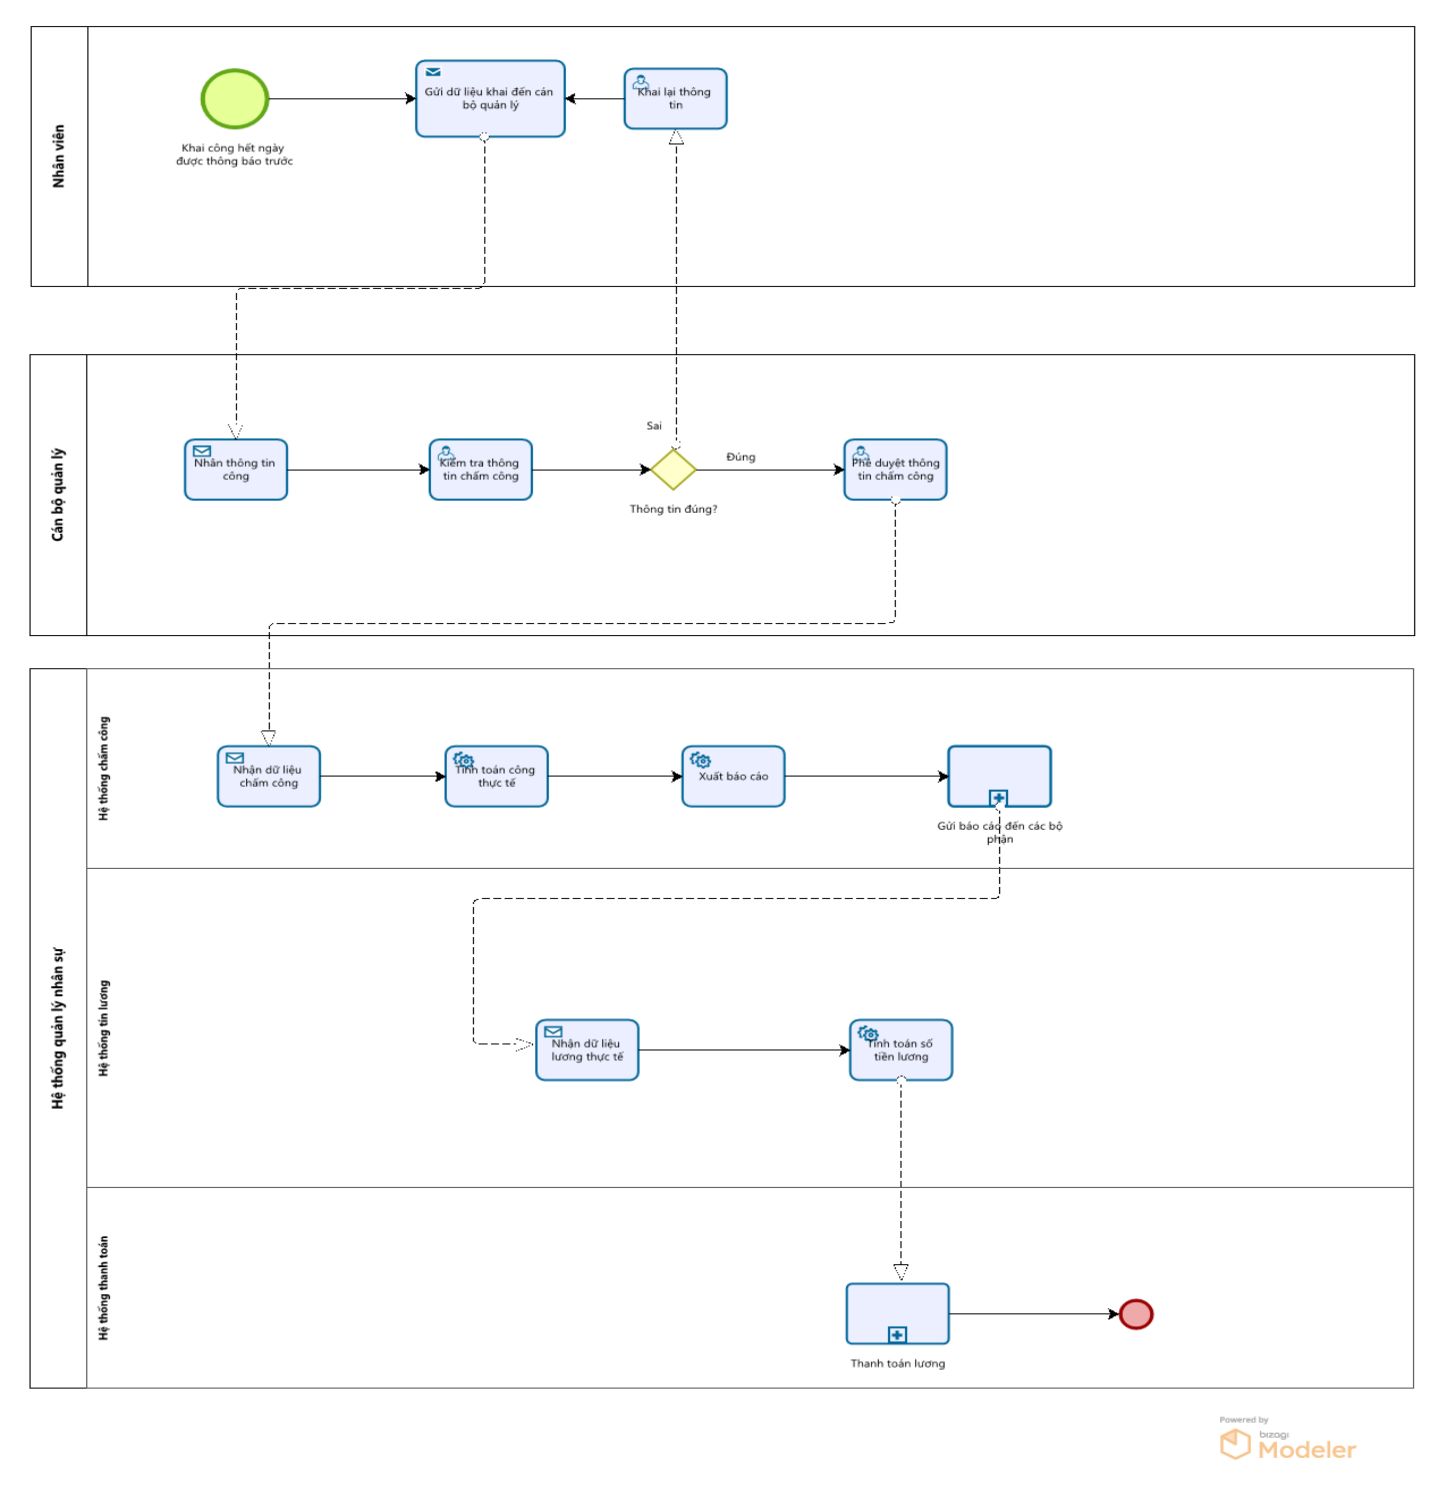 Nhân viên
Khai công hết ngày
được thông báo trước
Gửi dữ liệu khai đến cán
bộ quản lý
Khai lại thông
tin
Cán bộ quản lý
Nhân thông tin
công
Kiểm tra thông
tin chấm công
Sai
Đúng
Thông tin đúng?
Phê duyệt thông
tin chấm công
Hệ thống quản lý nhân sự
Hệ thống chấm công
Nhận dữ liệu
chấm công
Tính toán công
thực tế
Xuất báo cáo
Gửi báo cáo đến các bộ
phận
Hệ thống tín lương
Nhận dữ liệu
lương thực tế
Tính toán số
tiền lương
Hệ thống thanh toán
Thanh toán lương
Powered by
bizagi
Modeler